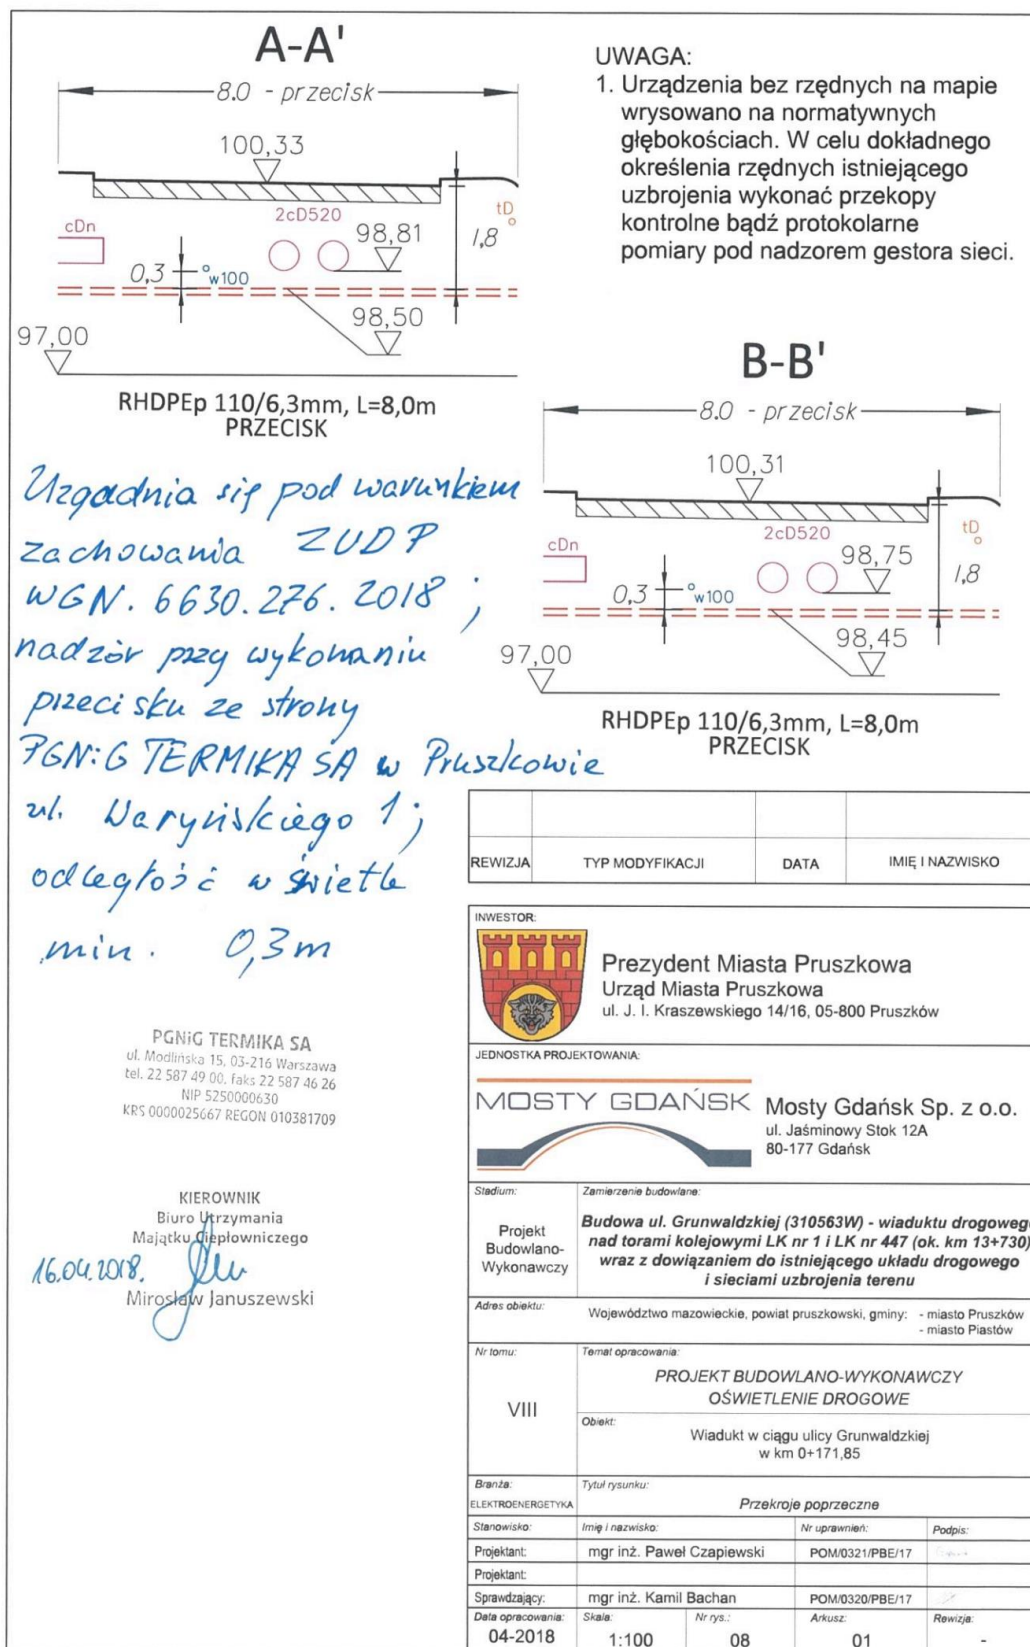 A-A'
8.0 - przecisk
100,33
2cD520
tD
cDn
98,81
1,8
0.3
w100
98,50
97,00
RHDPEp 110/6,3mm, L=8,0m
PRZECISK
UWAGA:
1. Urządzenia bez rzędnych na mapie
wrysowano na normatywnych
głębokościach. W celu dokładnego
określenia rzędnych istniejącego
uzbrojenia wykonać przekopy
kontrolne bądź protokolarne
pomiary pod nadzorem gestora sieci.
B-B'
8.0 - przecisk
100,31
2cD520
tD
cDn
98,75
1,8
0.3
w100
98,45
97,00
RHDPEp 110/6,3mm, L=8,0m
PRZECISK
Uzgadnia się pod warunkiem
zachowania ZUDP
WGN. 6630.276.2018 ;
nadzór przy wykonaniu
przecisku ze strony
PGNiG TERMIKA SA w Pruszkowie
ul. Waryńskiego 1 ;
odległość w świetle
min. 0,3m
PGNiG TERMIKA SA
ul. Modlińska 15, 03-216 Warszawa
tel. 22 587 49 00, faks 22 587 46 26
NIP 5250000630
KRS 0000025667 REGON 010381709
KIEROWNIK
Biuro Utrzymania
Majątku Ciepłowniczego
16.04.2018.
Mirosław Januszewski
REWIZJA TYP MODYFIKACJI DATA IMIĘ I NAZWISKO
INWESTOR:
Prezydent Miasta Pruszkowa
Urząd Miasta Pruszkowa
ul. J. I. Kraszewskiego 14/16, 05-800 Pruszków
JEDNOSTKA PROJEKTOWANIA:
MOSTY GDAŃSK
Mosty Gdańsk Sp. z o.o.
ul. Jaśminowy Stok 12A
80-177 Gdańsk
Stadium:
Projekt
Budowlano-
Wykonawczy
Zamierzenie budowlane:
Budowa ul. Grunwaldzkiej (310563W) - wiaduktu drogoweg
nad torami kolejowymi LK nr 1 i LK nr 447 (ok. km 13+730)
wraz z dowiązaniem do istniejącego układu drogowego
i sieciami uzbrojenia terenu
Adres obiektu:
Województwo mazowieckie, powiat pruszkowski, gminy: - miasto Pruszków
- miasto Piastów
Nr tomu:
VIII
Temat opracowania:
PROJEKT BUDOWLANO-WYKONAWCZY
OŚWIETLENIE DROGOWE
Obiekt:
Wiadukt w ciągu ulicy Grunwaldzkiej
w km 0+171,85
Branża:
ELEKTROENERGETYKA
Tytuł rysunku:
Przekroje poprzeczne
Stanowisko: Imię i nazwisko: Nr uprawnień: Podpis:
Projektant: mgr inż. Paweł Czapiewski POM/0321/PBE/17
Projektant:
Sprawdzający: mgr inż. Kamil Bachan POM/0320/PBE/17
Data opracowania: Skala: Nr rys.: Arkusz: Rewizja:
04-2018 1:100 08 01 -